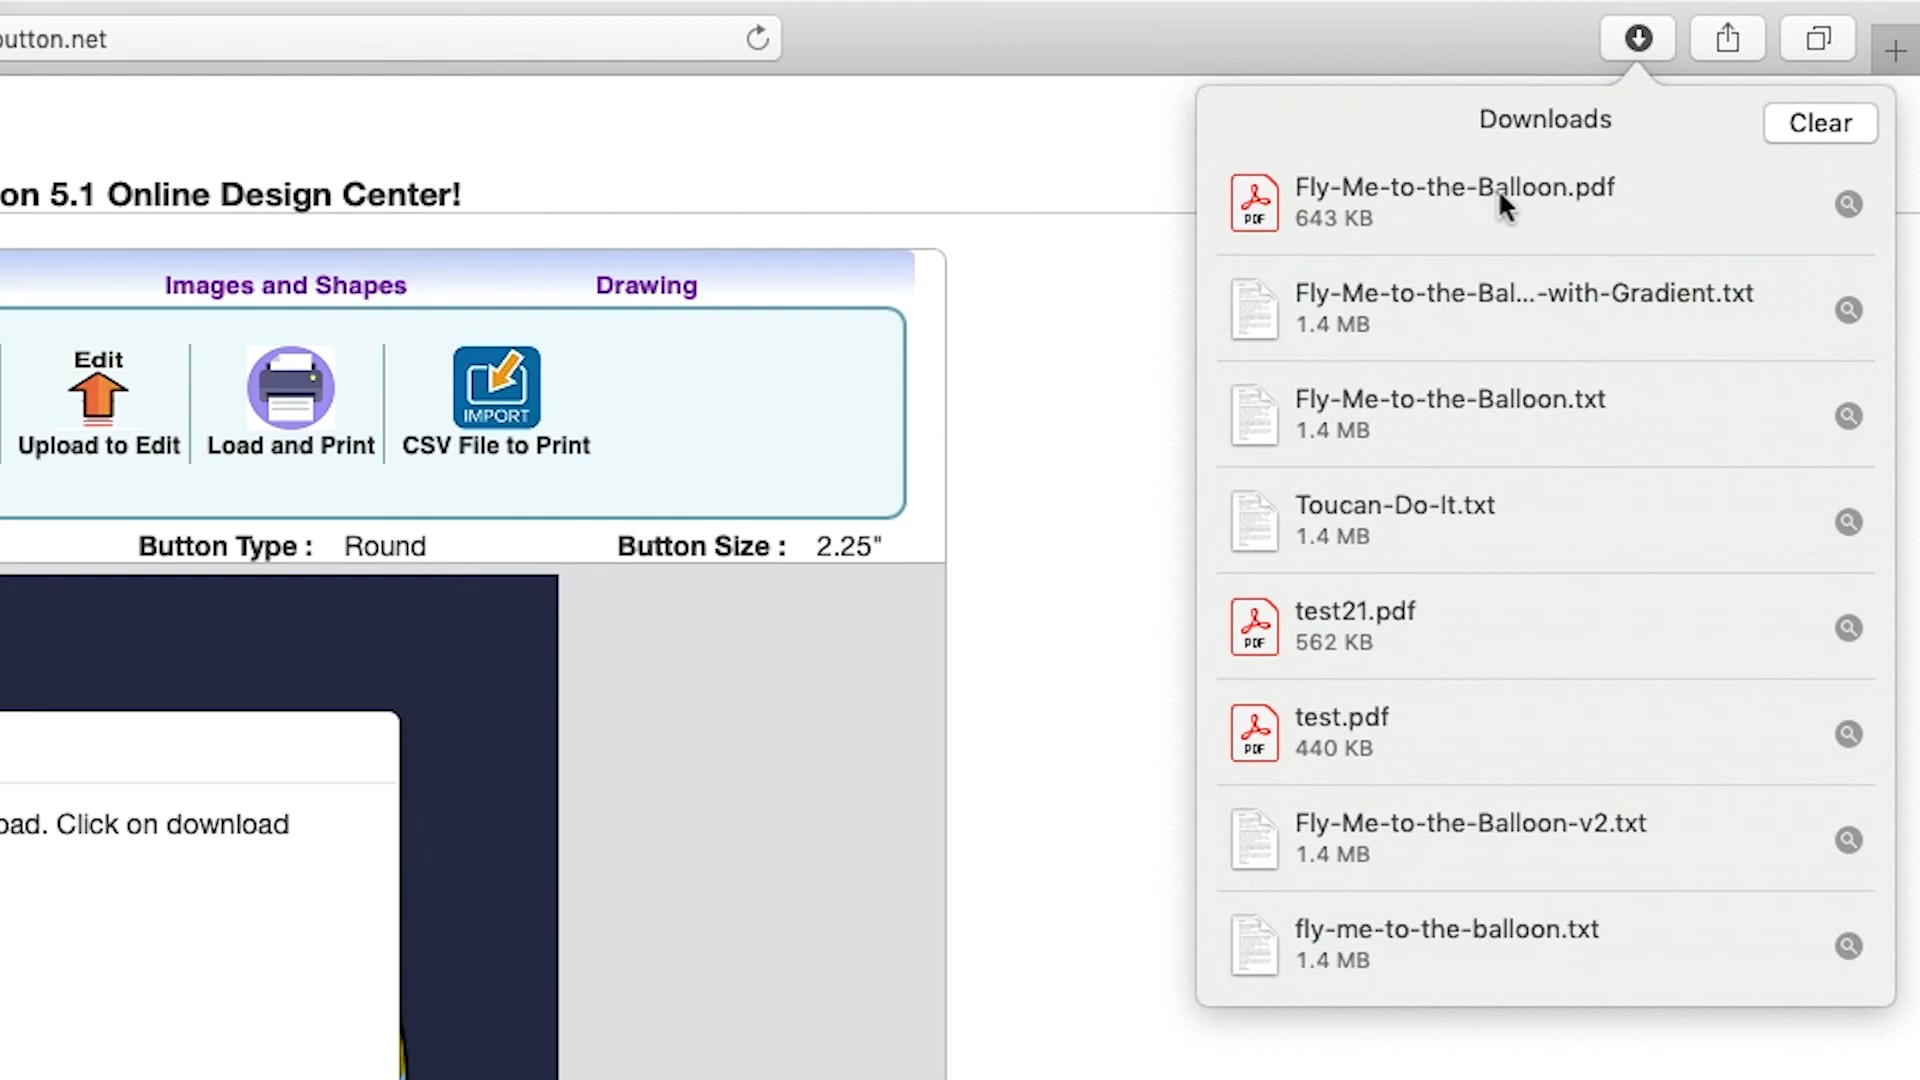 button.net
Downloads
Clear
on 5.1 Online Design Center!
Fly-Me-to-the-Balloon.pdf
643 KB
Images and Shapes
Drawing
Fly-Me-to-the-Bal...-with-Gradient.txt
1.4 MB
Edit
Upload to Edit
Load and Print
IMPORT
CSV File to Print
Fly-Me-to-the-Balloon.txt
1.4 MB
Button Type : Round
Button Size : 2.25"
Toucan-Do-It.txt
1.4 MB
PDF
test21.pdf
562 KB
PDF
test.pdf
440 KB
PDF
oad. Click on download
Fly-Me-to-the-Balloon-v2.txt
1.4 MB
fly-me-to-the-balloon.txt
1.4 MB